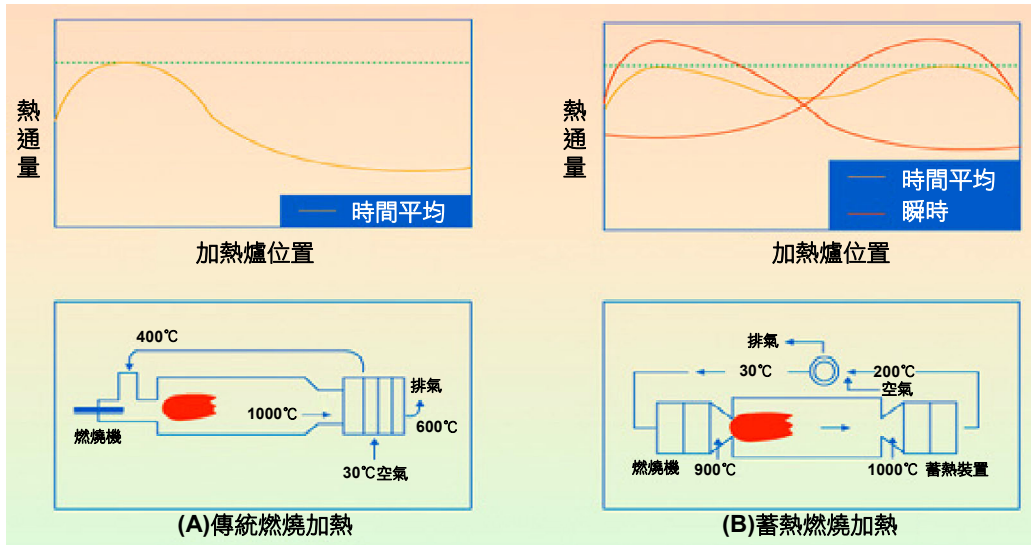 熱通量
時間平均
加熱爐位置
400℃
排氣
1000℃
600℃
燃燒機
30℃空氣
(A)傳統燃燒加熱
熱通量
時間平均
瞬時
加熱爐位置
排氣
30℃
200℃
空氣
燃燒機
900℃
1000℃
蓄熱裝置
(B)蓄熱燃燒加熱